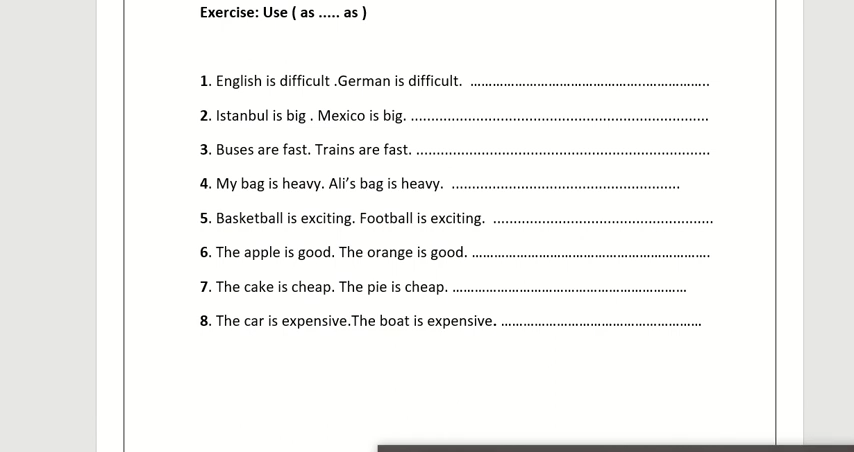 Exercise: Use ( as ..... as )
1. English is difficult .German is difficult. ……………………………………..……………..
2. Istanbul is big . Mexico is big. .........................................................................
3. Buses are fast. Trains are fast. ........................................................................
4. My bag is heavy. Ali’s bag is heavy. ........................................................
5. Basketball is exciting. Football is exciting. ......................................................
6. The apple is good. The orange is good. ……………………………………………………….
7. The cake is cheap. The pie is cheap. ………………………………………………………
8. The car is expensive.The boat is expensive. ………………………………………………